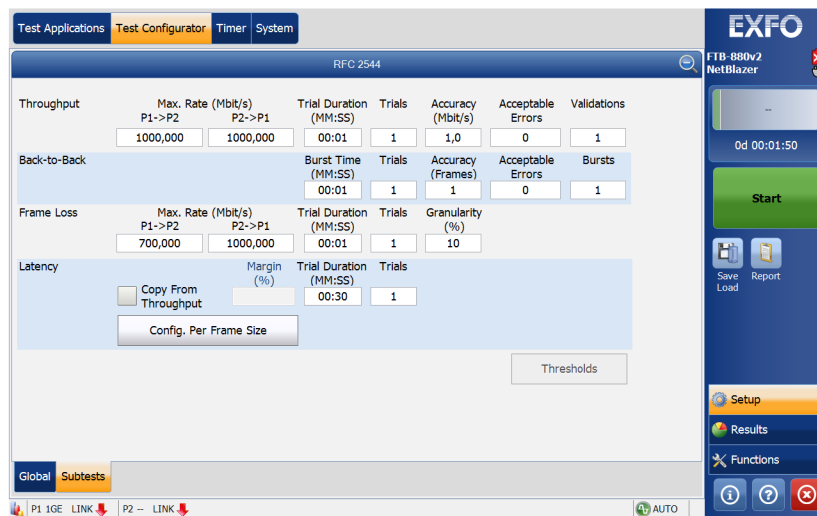 Test Applications Test Configurator Timer System
EXFO
RFC 2544
FTB-880v2
NetBlazer
Throughput Max. Rate (Mbit/s) Trial Duration Trials Accuracy Acceptable Validations
P1->P2 P2->P1 (MM:SS) (Mbit/s) Errors
1000,000 1000,000 00:01 1 1,0 0 1
--
0d 00:01:50
Back-to-Back Burst Time Trials Accuracy Acceptable Bursts
(MM:SS) (Frames) Errors
00:01 1 1 0 1
Start
Frame Loss Max. Rate (Mbit/s) Trial Duration Trials Granularity
P1->P2 P2->P1 (MM:SS) (%)
700,000 1000,000 00:01 1 10
Save Report
Load
Latency Margin Trial Duration Trials
(%) (MM:SS)
Copy From 00:30 1
Throughput
Config. Per Frame Size
Thresholds
Setup
Results
Functions
Global Subtests
P1 1GE LINK P2 -- LINK AUTO